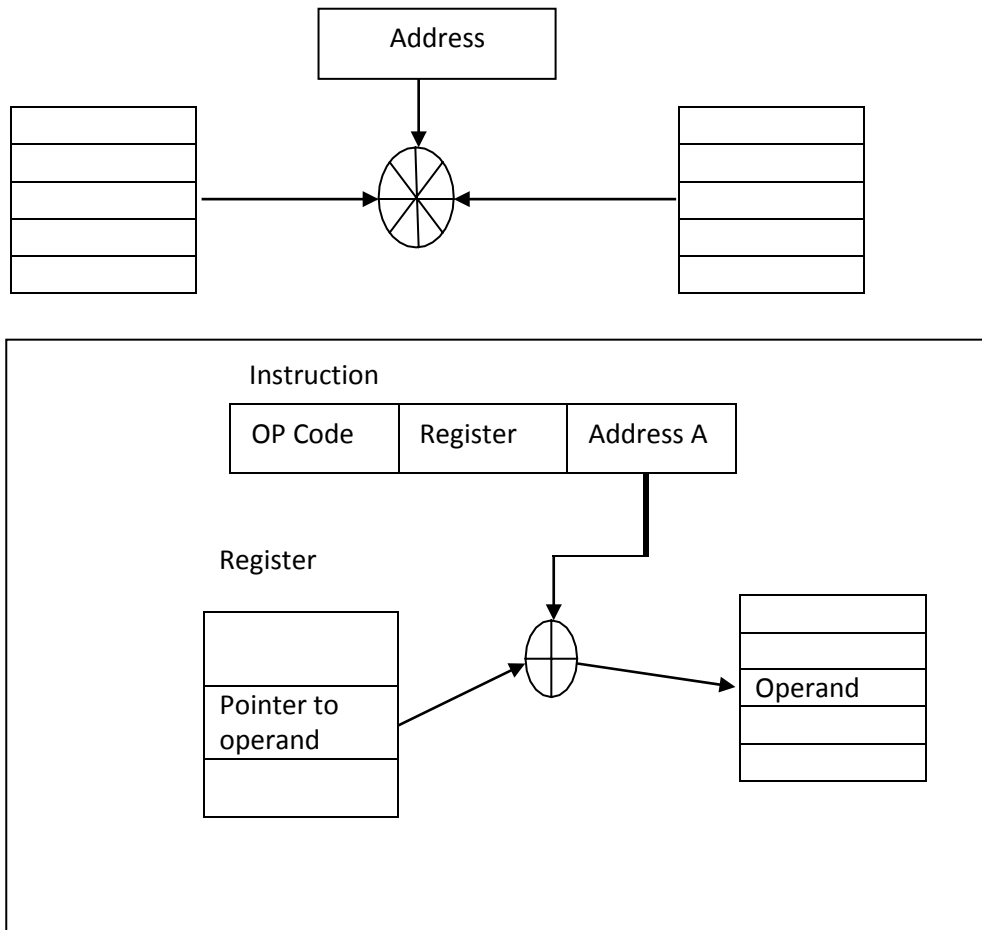 Address
Instruction
OP Code
Register
Address A
Register
Pointer to
operand
Operand